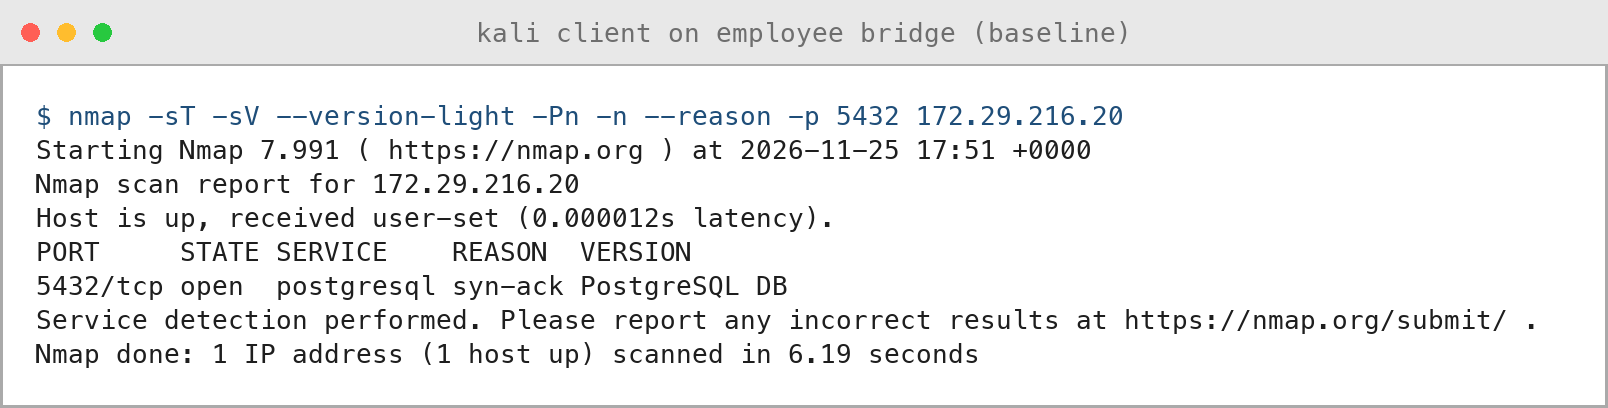 kali client on employee bridge (baseline)
$ nmap -sT -sV --version-light -Pn -n --reason -p 5432 172.29.216.20
Starting Nmap 7.991 ( https://nmap.org ) at 2026-11-25 17:51 +0000
Nmap scan report for 172.29.216.20
Host is up, received user-set (0.000012s latency).
PORT     STATE SERVICE    REASON  VERSION
5432/tcp open  postgresql syn-ack PostgreSQL DB
Service detection performed. Please report any incorrect results at https://nmap.org/submit/ .
Nmap done: 1 IP address (1 host up) scanned in 6.19 seconds